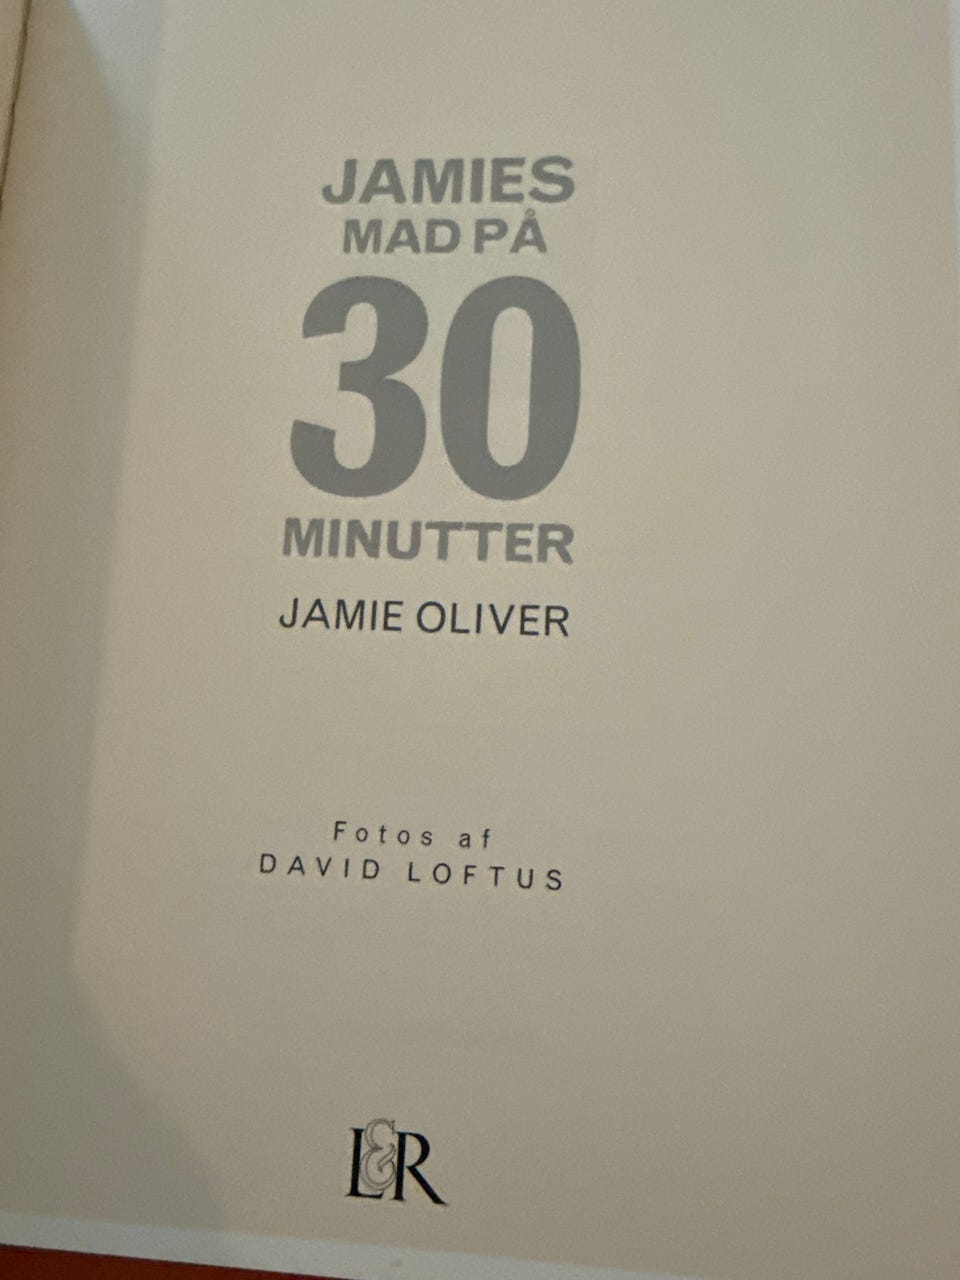 JAMIES
MAD PÅ
30
MINUTTER
JAMIE OLIVER
Fotos af
DAVID LOFTUS
L&R